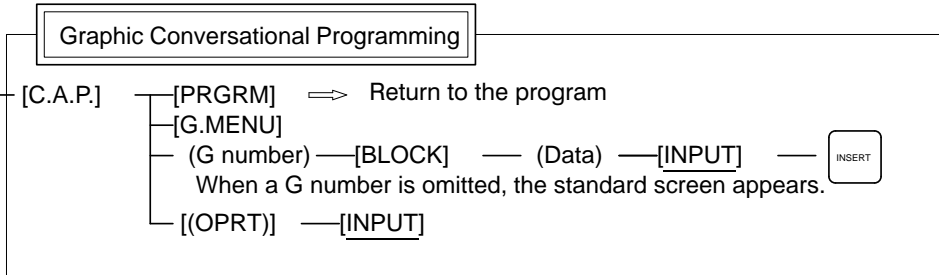 Graphic Conversational Programming
[C.A.P.] [PRGRM] Return to the program
[G.MENU]
(G number) [BLOCK] (Data) [INPUT] INSERT
When a G number is omitted, the standard screen appears.
[(OPRT)] [INPUT]